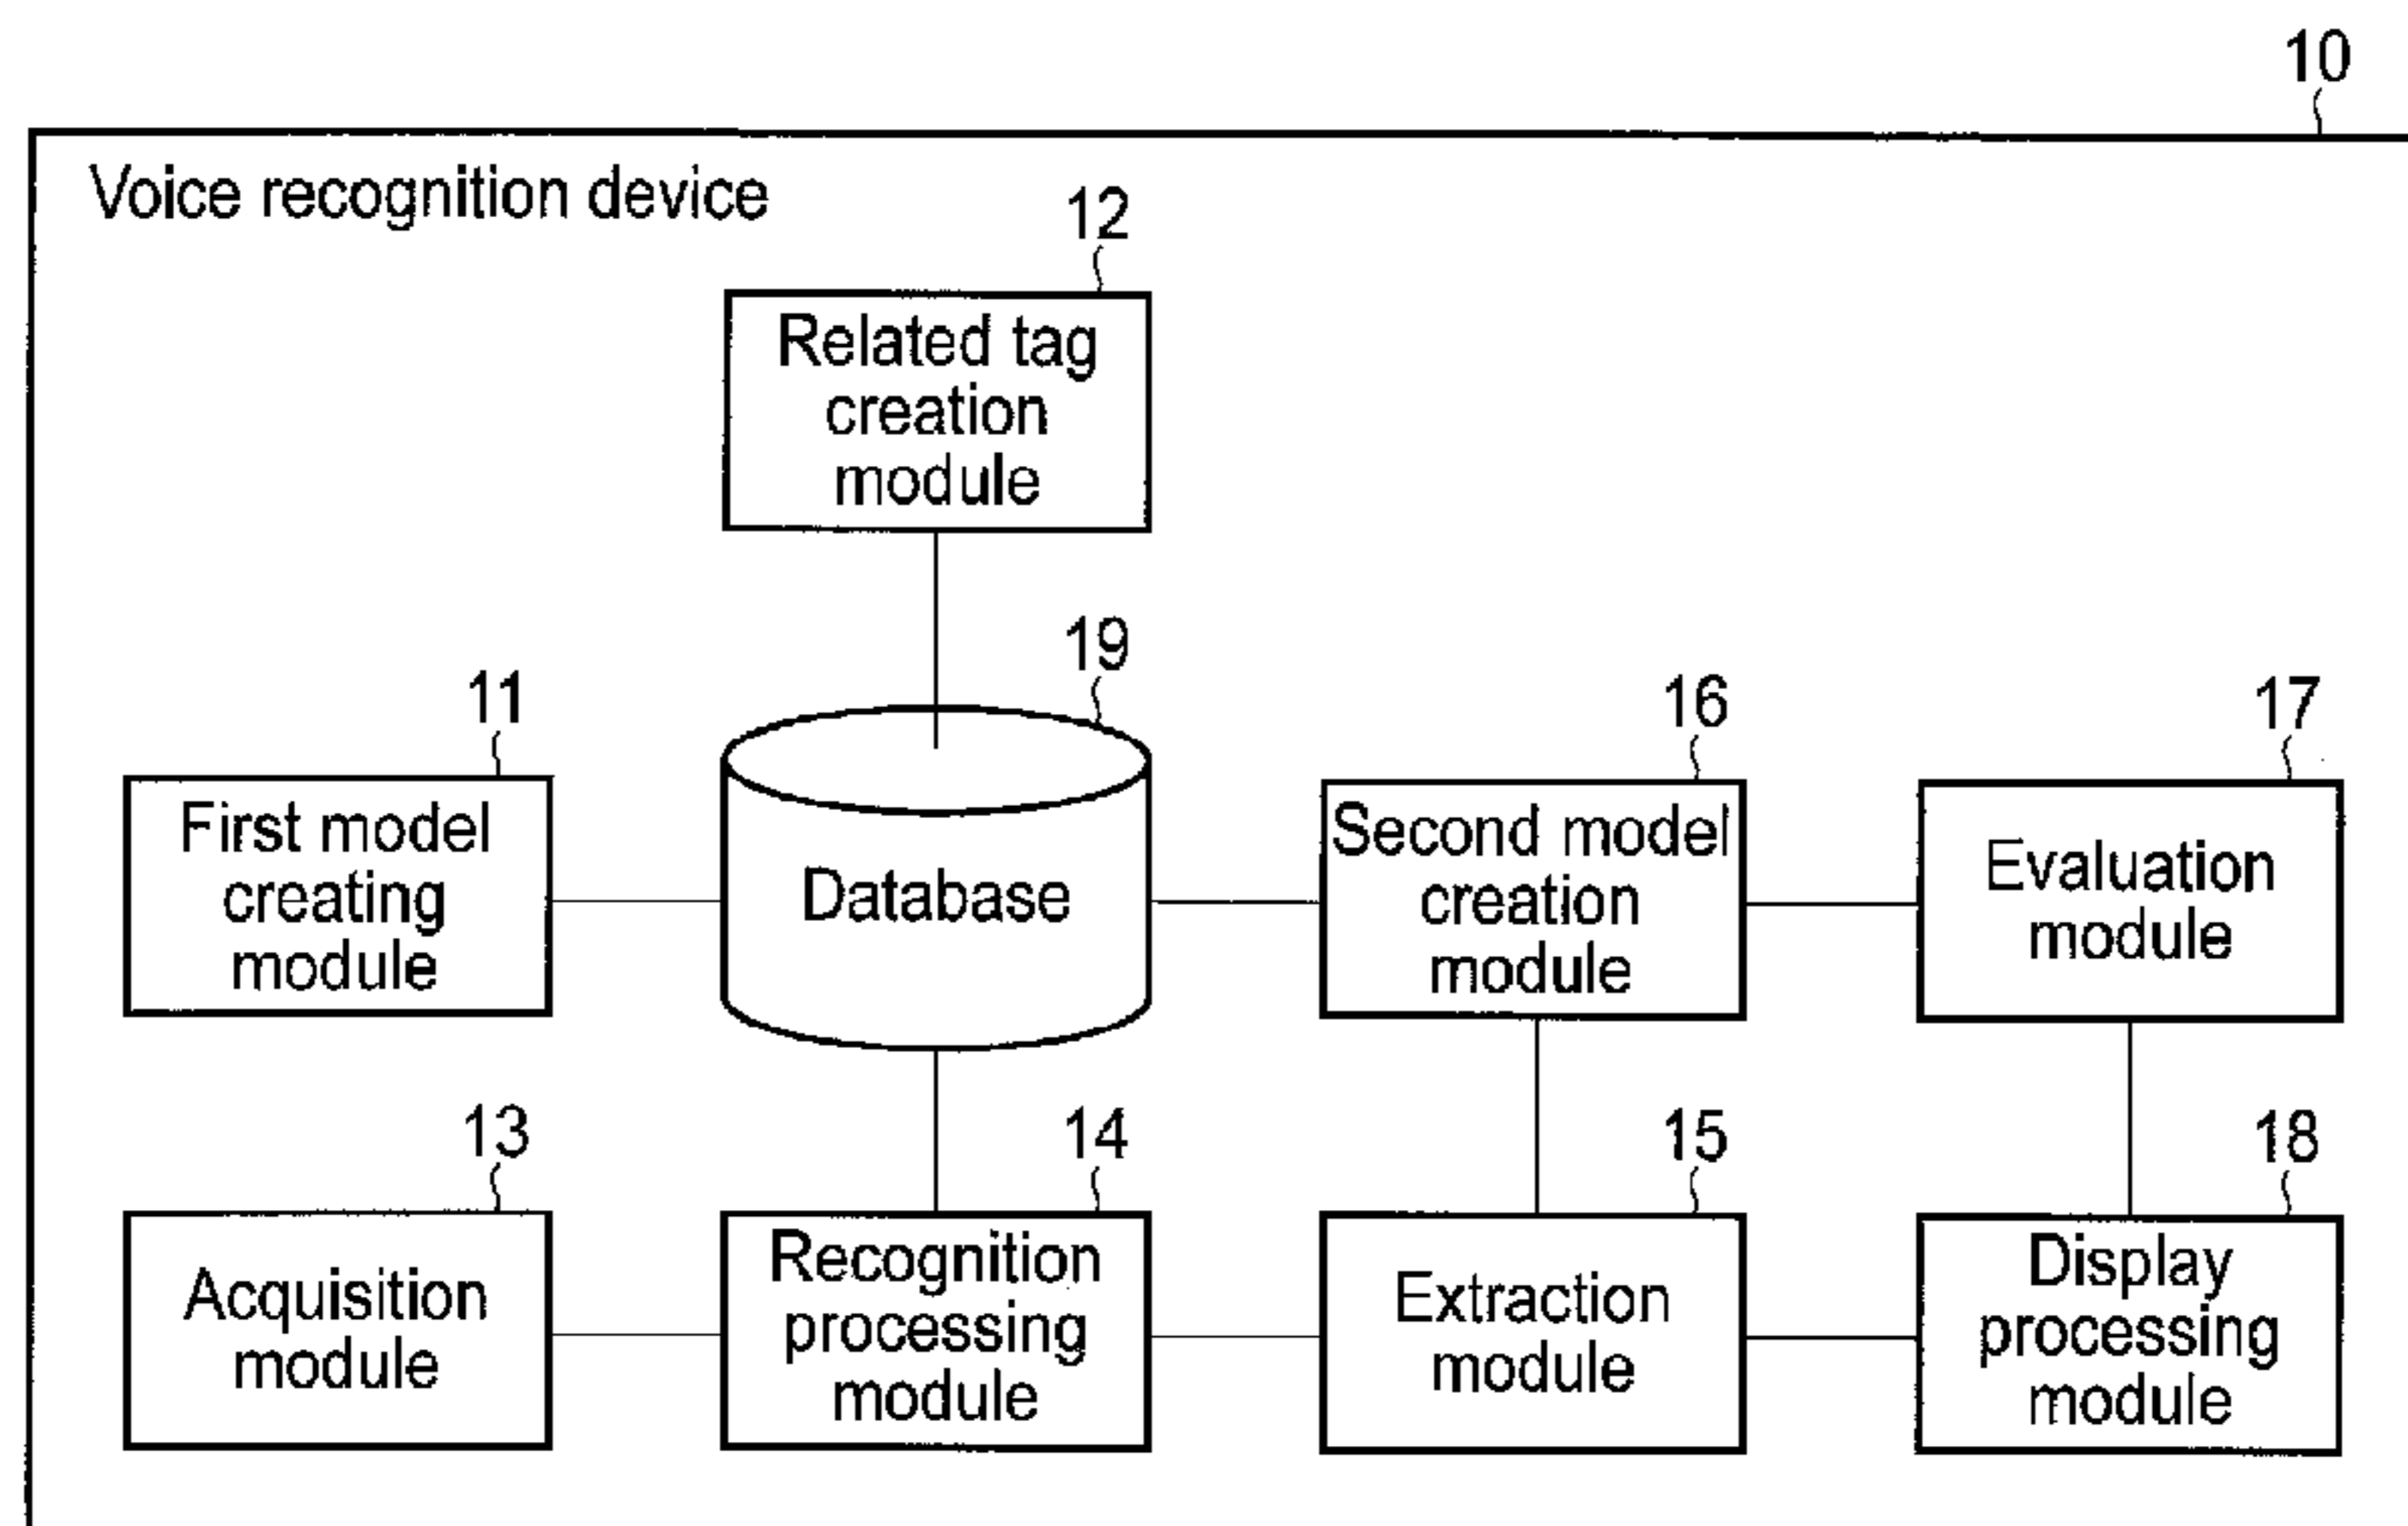 10
Voice recognition device
12
Related tag
creation
module
19
11
16
17
First model
creating
module
Database
Second model
creation
module
Evaluation
module
13
14
15
18
Acquisition
module
Recognition
processing
module
Extraction
module
Display
processing
module